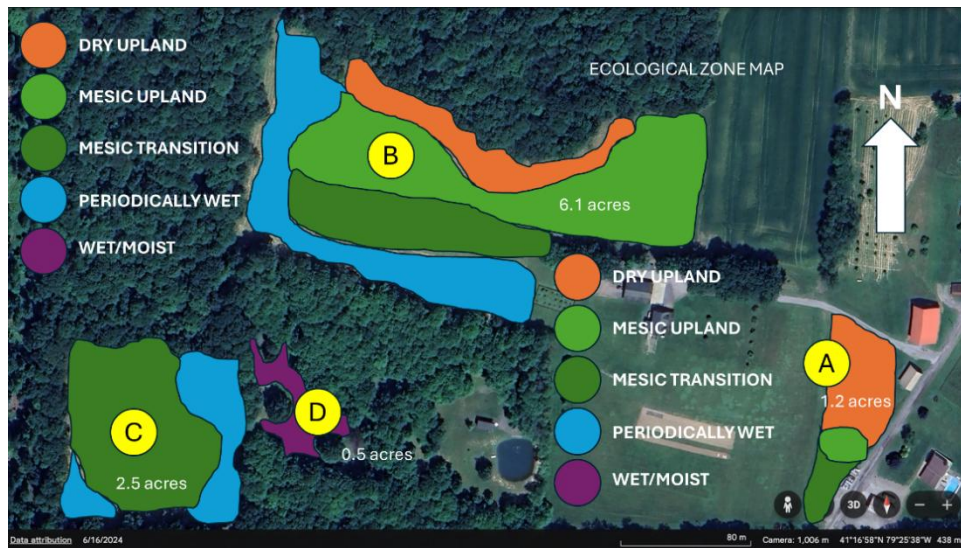 DRY UPLAND
MESIC UPLAND
MESIC TRANSITION
PERIODICALLY WET
WET/MOIST
ECOLOGICAL ZONE MAP
N
B
6.1 acres
DRY UPLAND
MESIC UPLAND
MESIC TRANSITION
PERIODICALLY WET
WET/MOIST
A
1.2 acres
C
2.5 acres
D
0.5 acres
3D
Data attribution 6/16/2024
80 m
Camera: 1,006 m 41°16'58"N 79°25'38"W 438 m